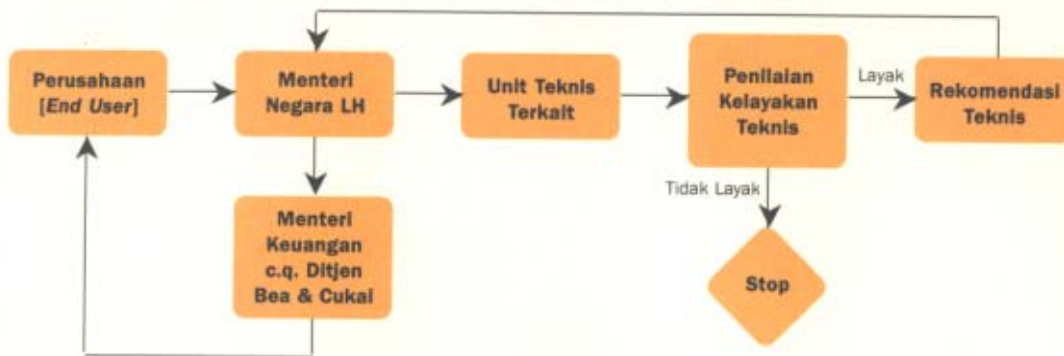 Perusahaan
[End User]
Menteri
Negara LH
Unit Teknis
Terkait
Penilaian
Kelayakan
Teknis
Layak
Rekomendasi
Teknis
Tidak Layak
Menteri
Keuangan
c.q. Ditjen
Bea & Cukai
Stop